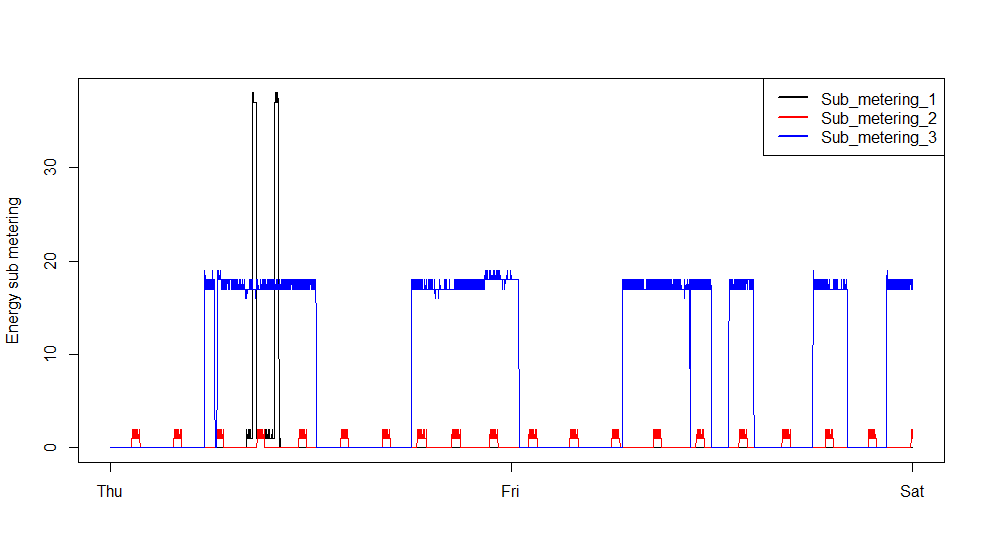 Sub_metering_1
Sub_metering_2
Sub_metering_3
Energy sub metering
30
20
10
0
Thu
Fri
Sat